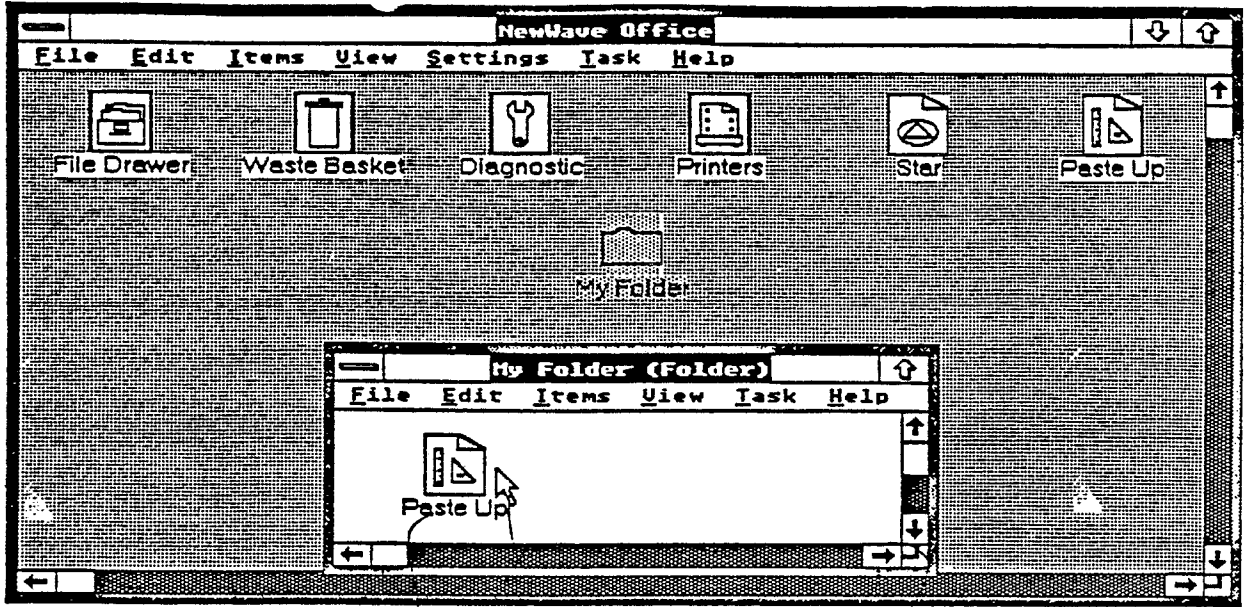 NewWave Office
File Edit Items View Settings Task Help
File Drawer Waste Basket Diagnostic Printers Star Paste Up
My Folder
My Folder (Folder)
File Edit Items View Task Help
Paste Up